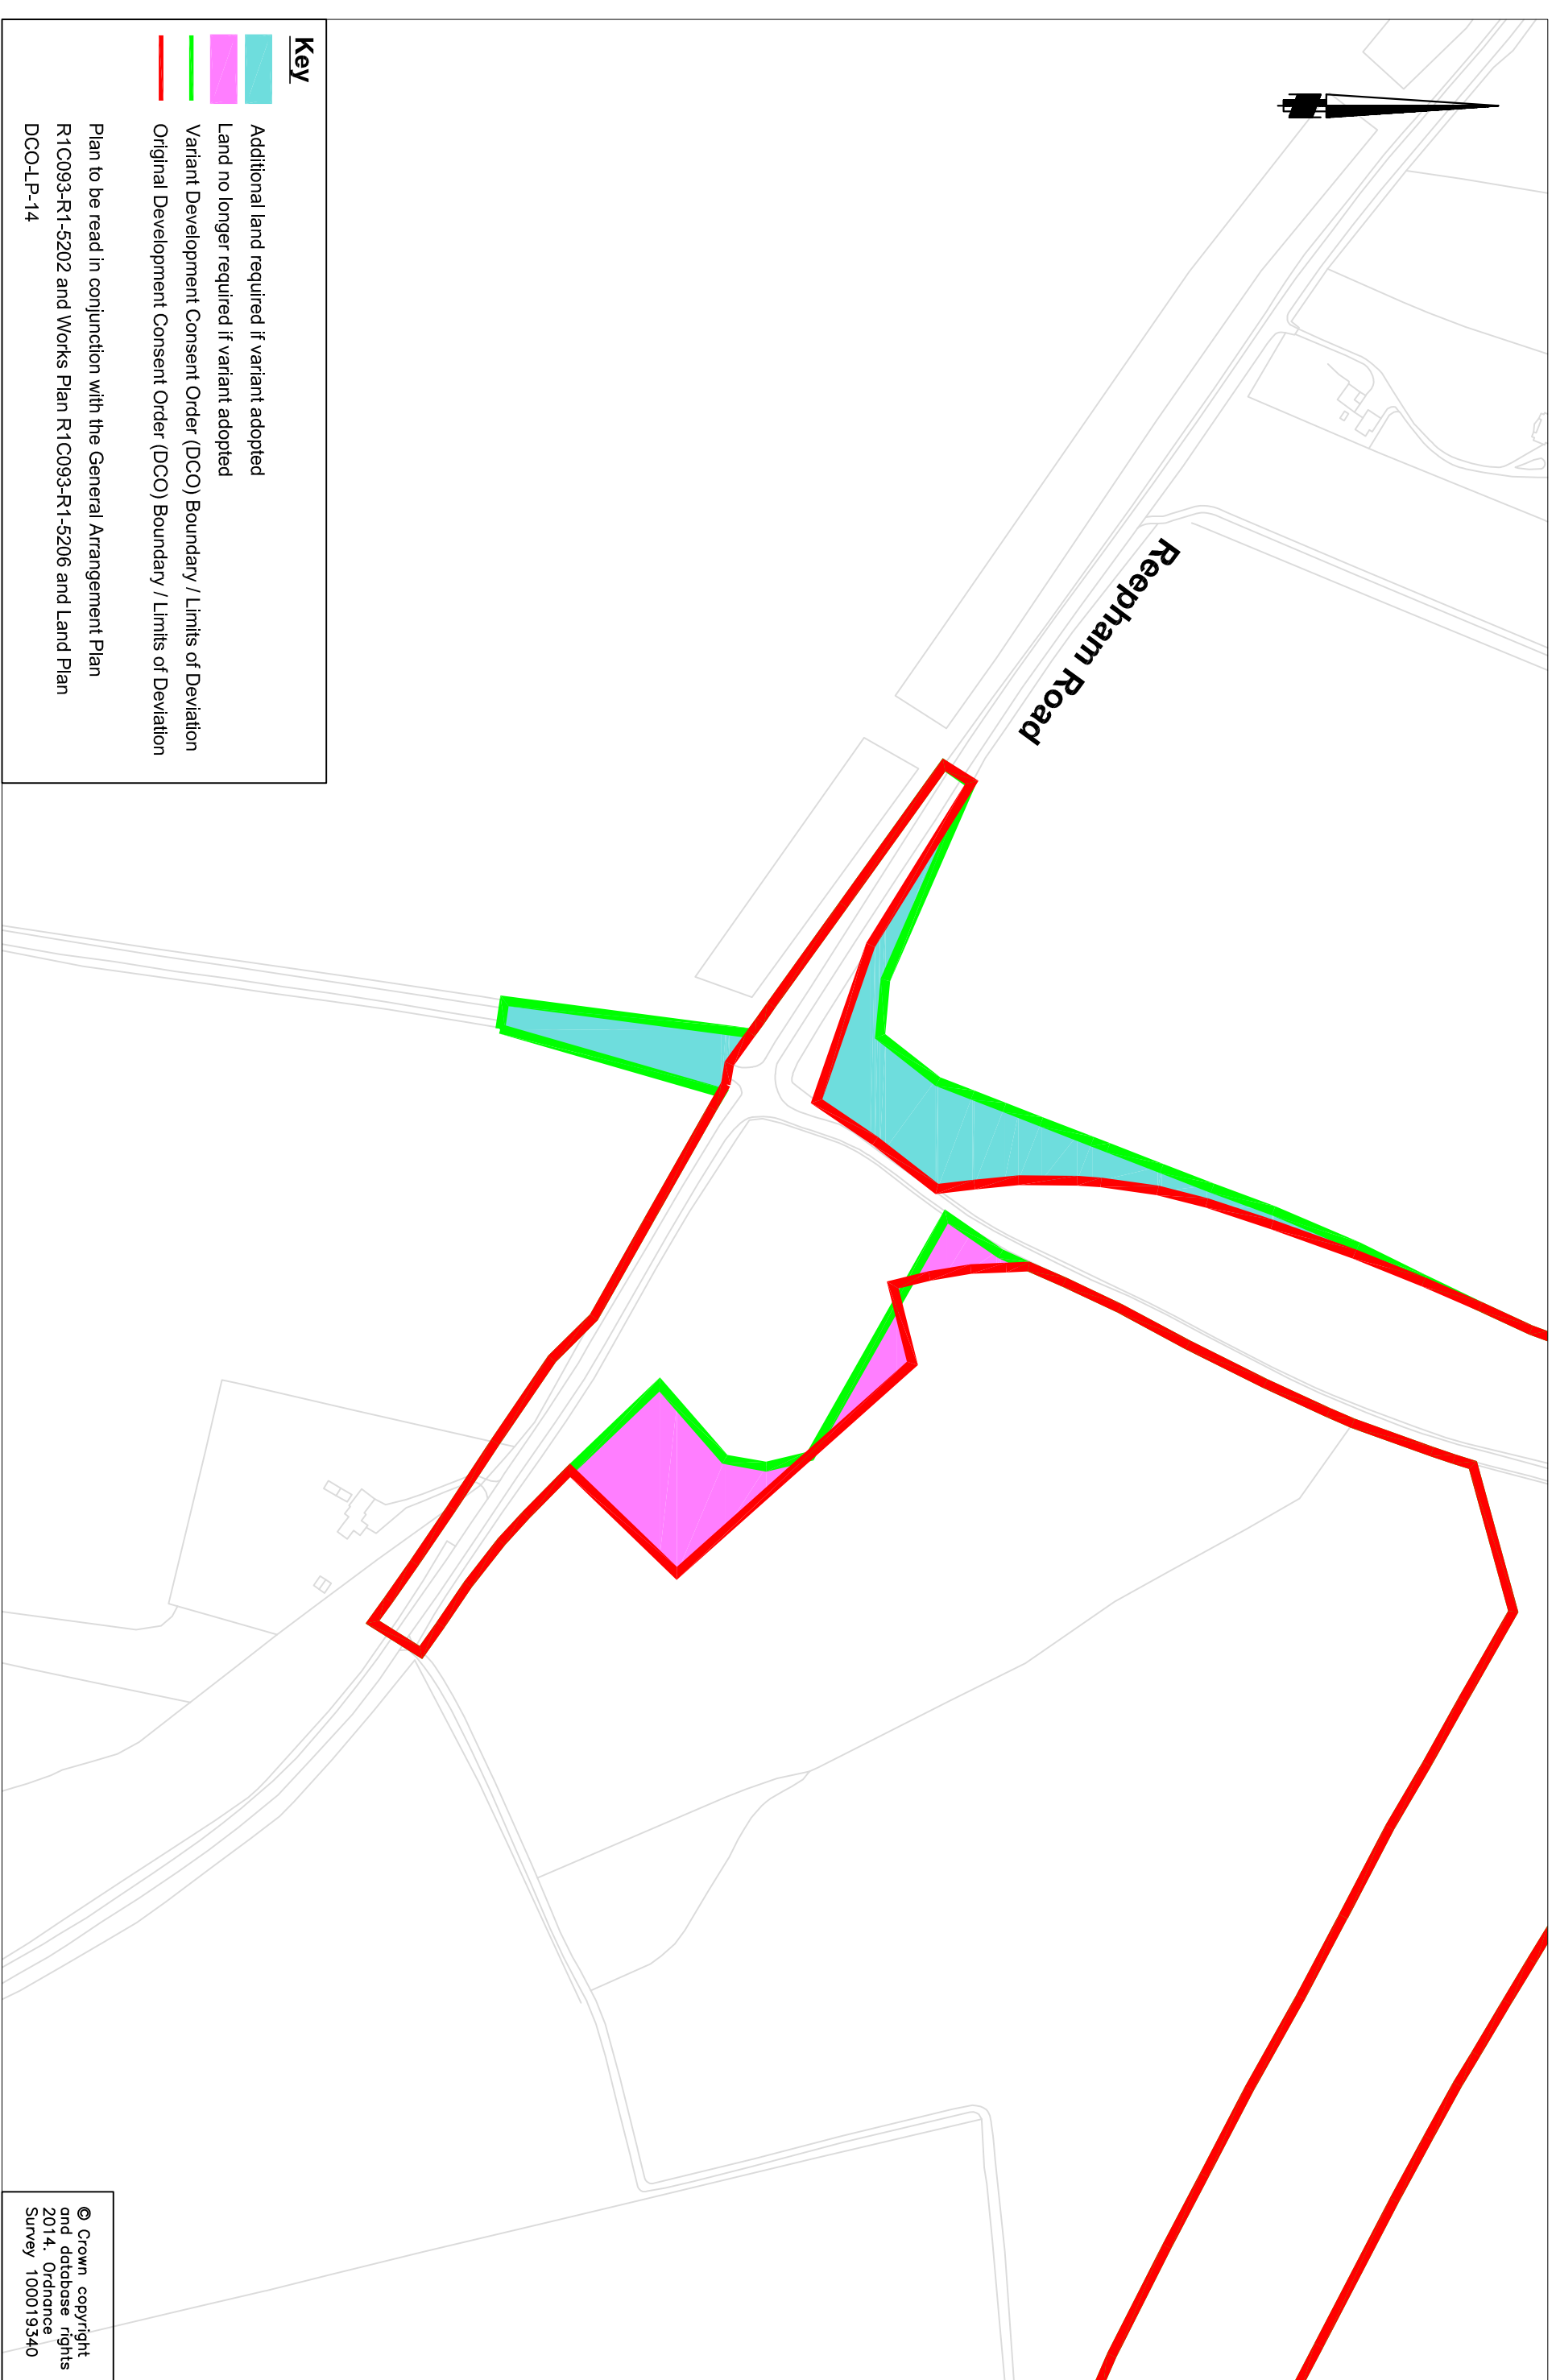 Key
Additional land required if variant adopted
Land no longer required if variant adopted
Variant Development Consent Order (DCO) Boundary / Limits of Deviation
Original Development Consent Order (DCO) Boundary / Limits of Deviation
Plan to be read in conjunction with the General Arrangement Plan
R1C093-R1-5202 and Works Plan R1C093-R1-5206 and Land Plan
DCO-LP-14
Reepham Road
© Crown copyright
and database rights
2014. Ordnance
Survey 100019340